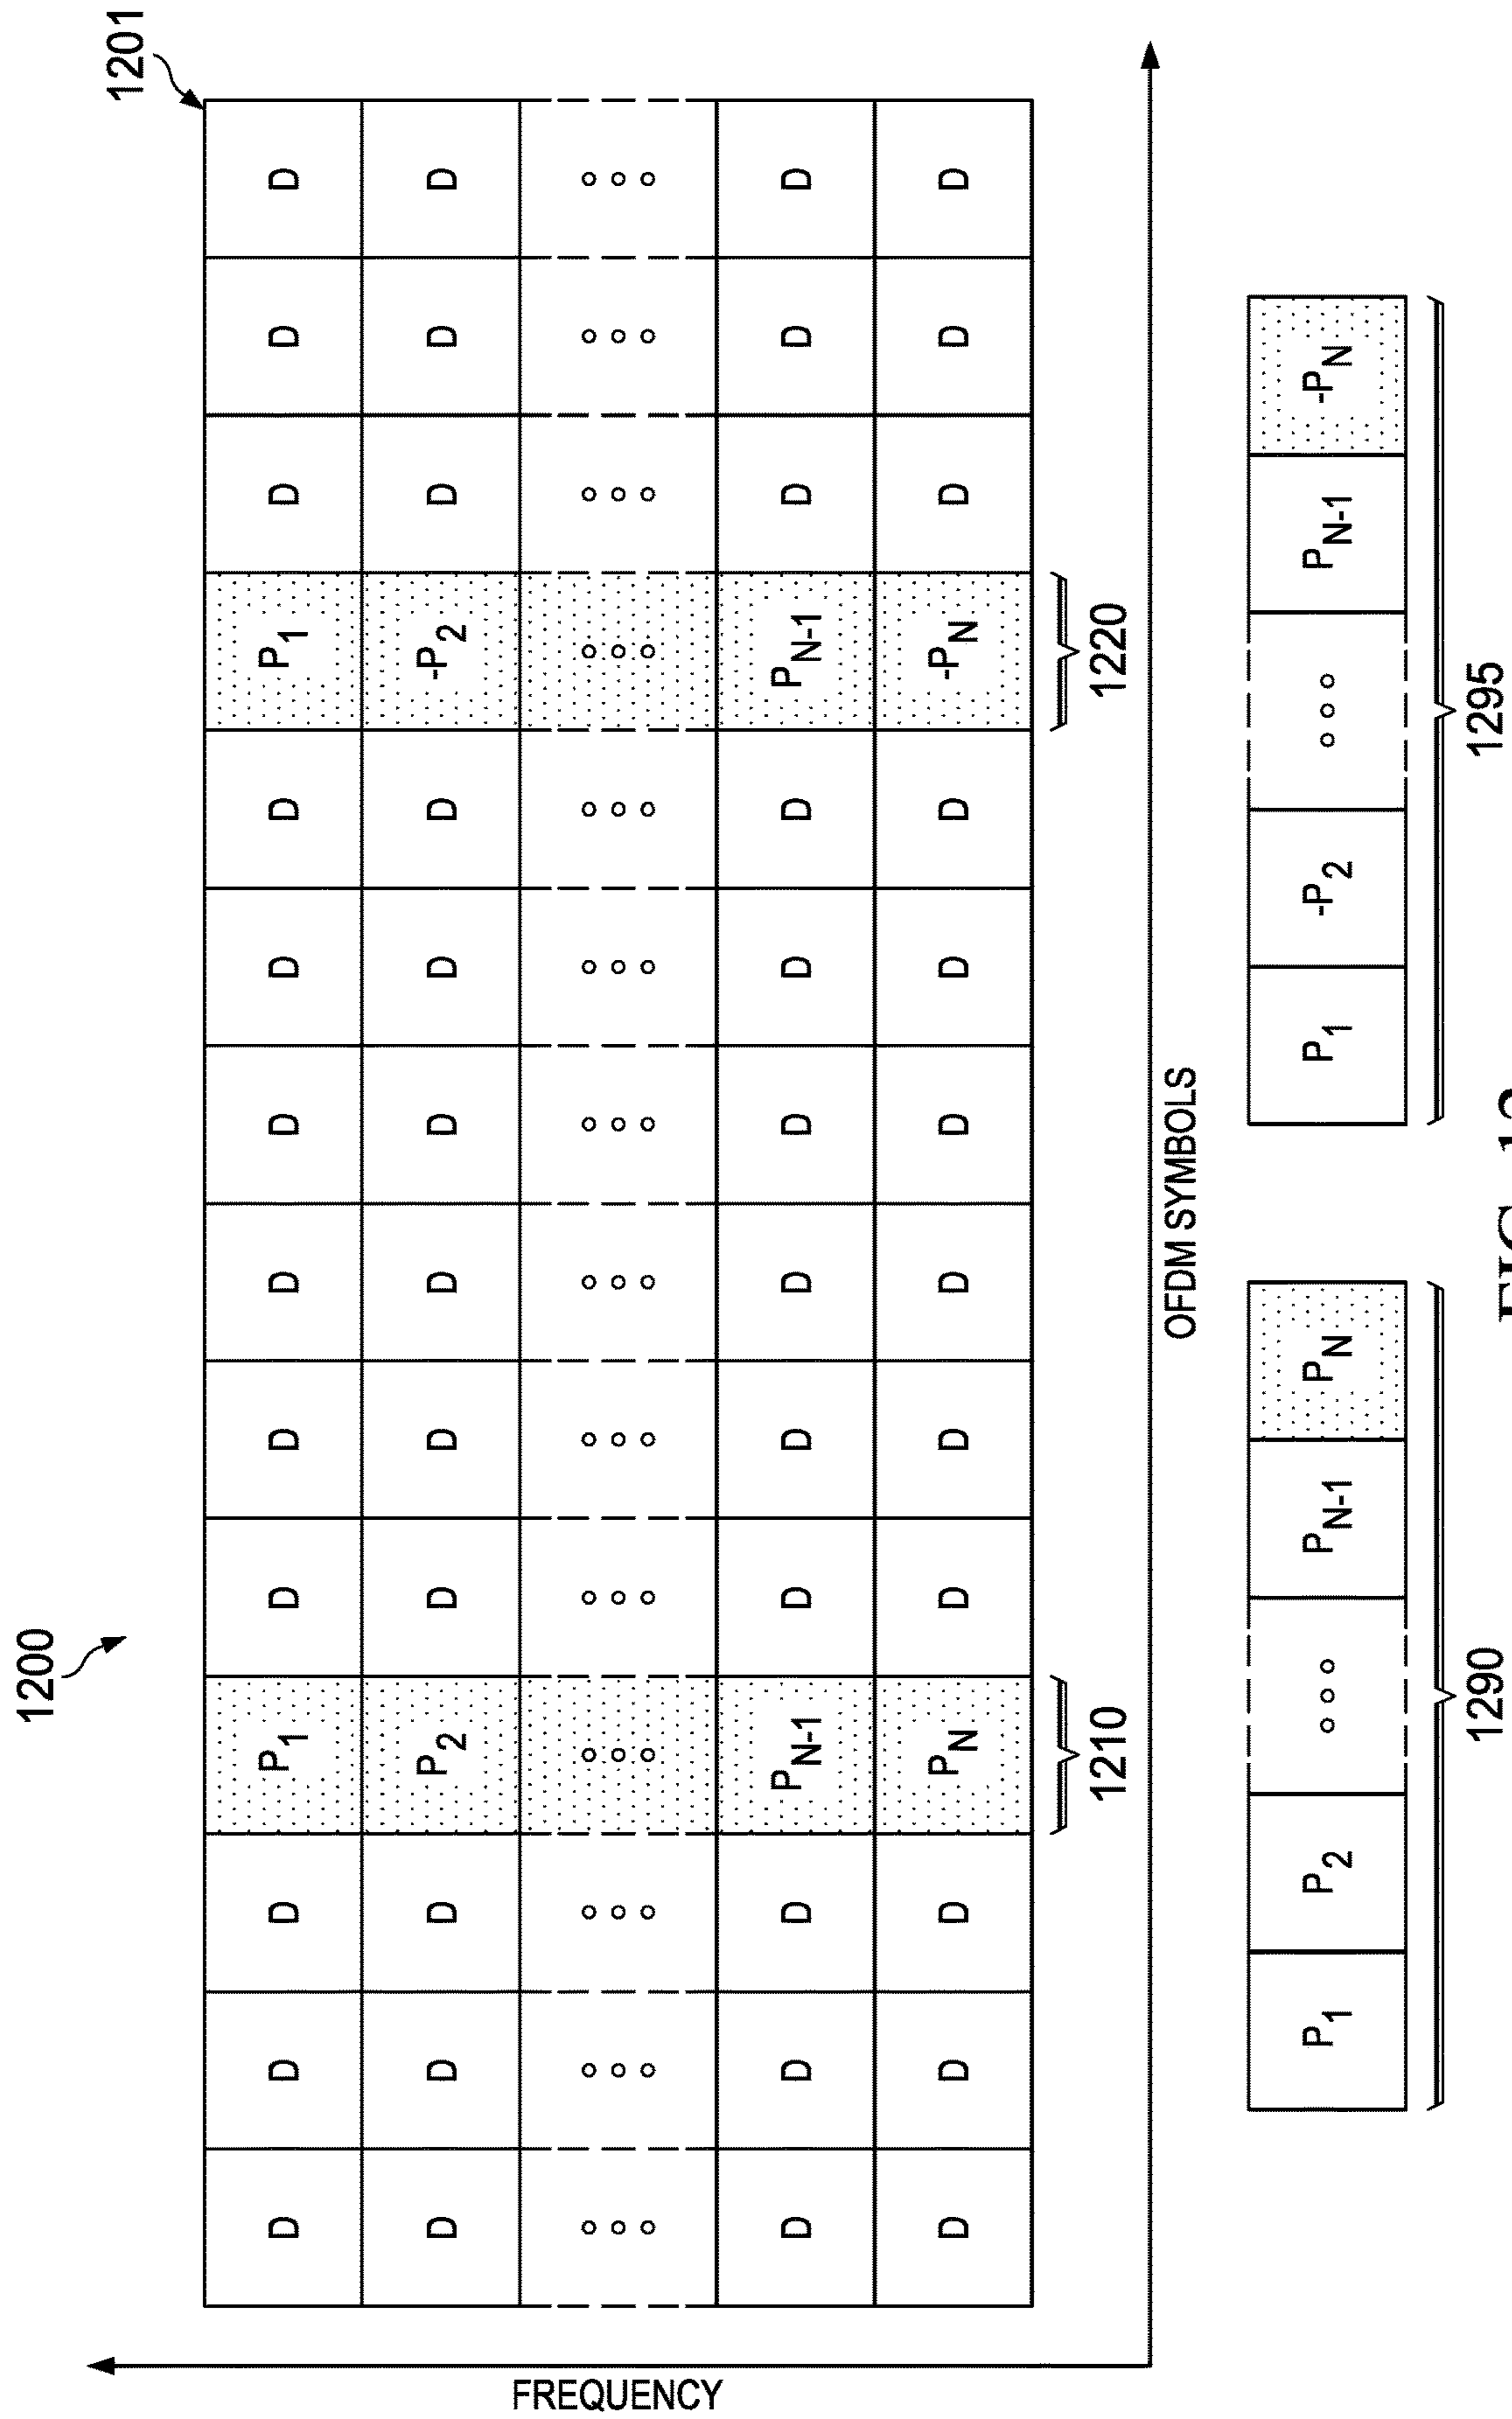 1200
1201
FREQUENCY
D D D P1 D D D D D D P1 D D D
D D D P2 D D D D D D -P2 D D D
D D D PN-1 D D D D D D PN-1 D D D
D D D PN D D D D D D -PN D D D
1210
1220
OFDM SYMBOLS
P1 P2 PN-1 PN
P1 -P2 PN-1 -PN
1290
1295
FIG.